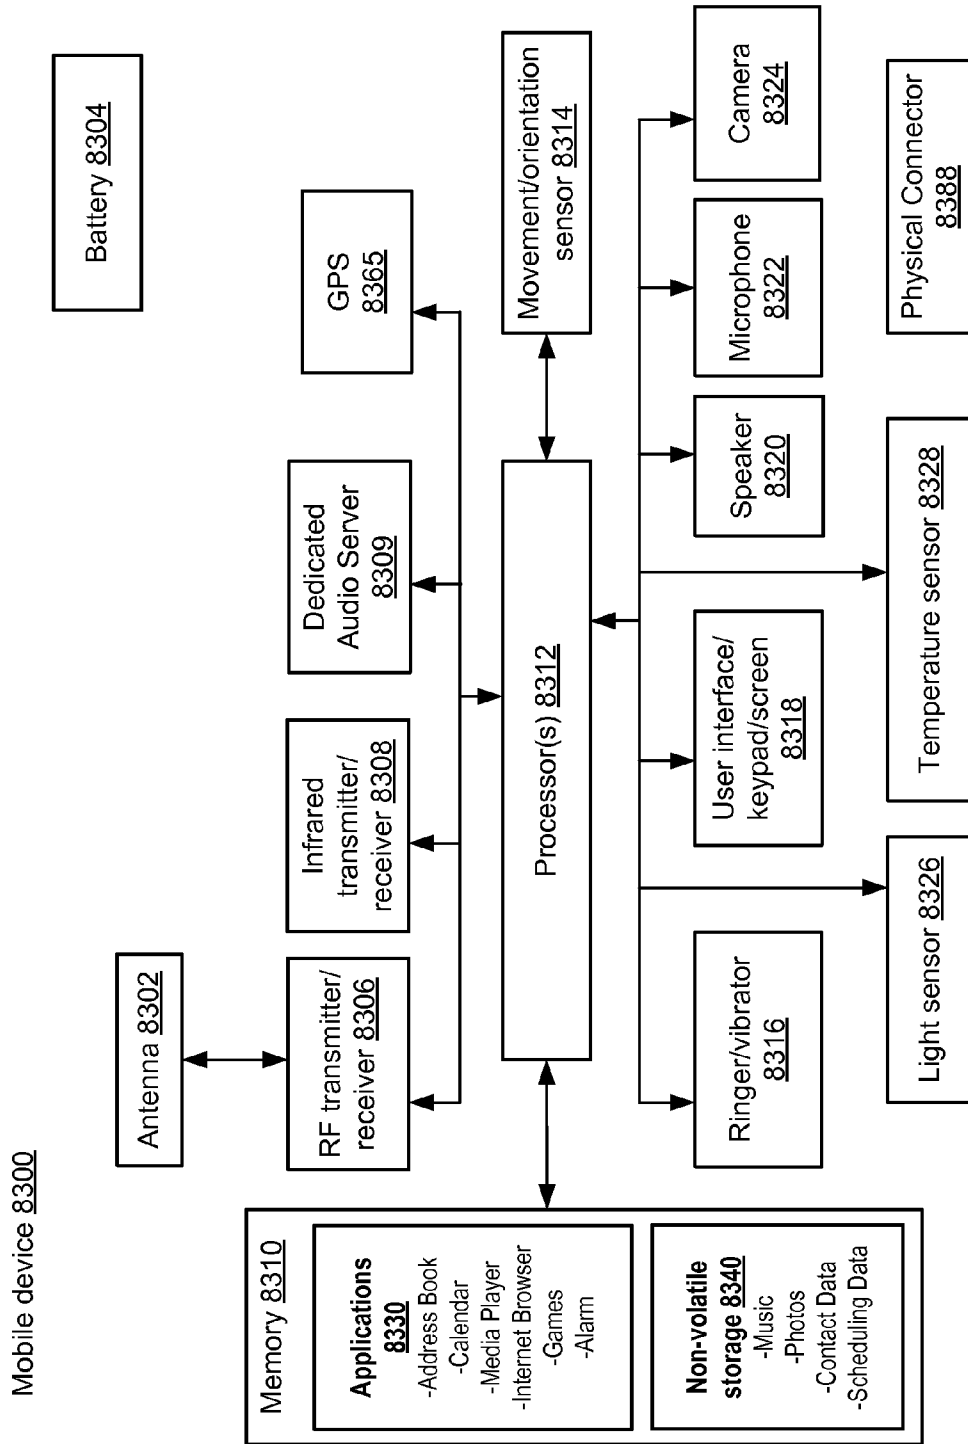 Mobile device 8300
Antenna 8302
Battery 8304
RF transmitter/
receiver 8306
Infrared
transmitter/
receiver 8308
Dedicated
Audio Server
8309
GPS
8365
Memory 8310
Applications
8330
-Address Book
-Calendar
-Media Player
-Internet Browser
-Games
-Alarm
Non-volatile
storage 8340
-Music
-Photos
-Contact Data
-Scheduling Data
Processor(s) 8312
Movement/orientation
sensor 8314
Ringer/vibrator
8316
User interface/
keypad/screen
8318
Speaker
8320
Microphone
8322
Camera
8324
Light sensor 8326
Temperature sensor 8328
Physical Connector
8388